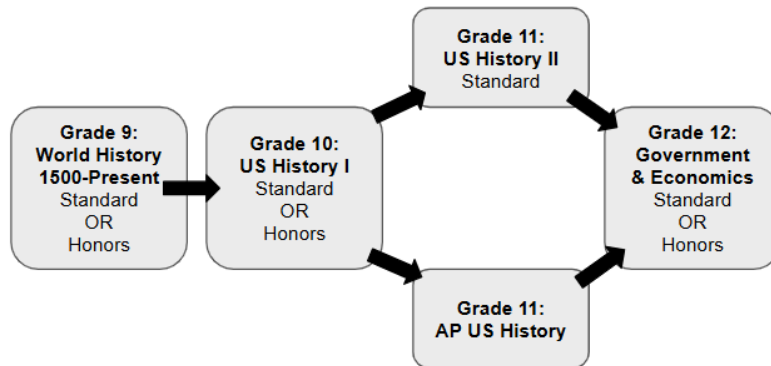 Grade 9:
World History
1500-Present
Standard
OR
Honors
Grade 10:
US History I
Standard
OR
Honors
Grade 11:
US History II
Standard
Grade 11:
AP US History
Grade 12:
Government
& Economics
Standard
OR
Honors